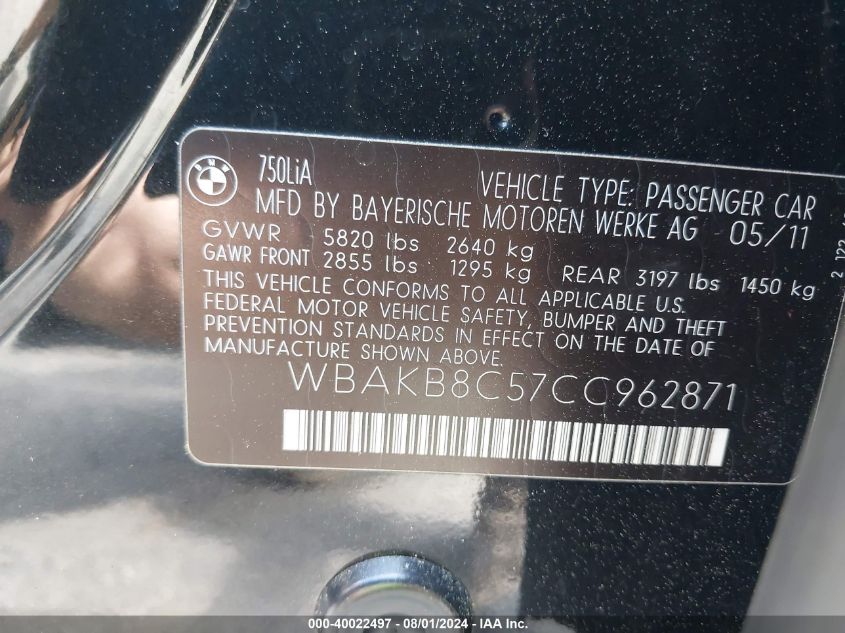 BMW
750LiA
VEHICLE TYPE: PASSENGER CAR
MFD BY BAYERISCHE MOTOREN WERKE AG 05/11
GVWR 5820 lbs 2640 kg
GAWR FRONT 2855 lbs 1295 kg REAR 3197 lbs 1450 kg
THIS VEHICLE CONFORMS TO ALL APPLICABLE U.S.
FEDERAL MOTOR VEHICLE SAFETY, BUMPER AND THEFT
PREVENTION STANDARDS IN EFFECT ON THE DATE OF
MANUFACTURE SHOWN ABOVE.
WBAKB8C57CC962871
2 122
000-40022497 - 08/01/2024 - IAA Inc.